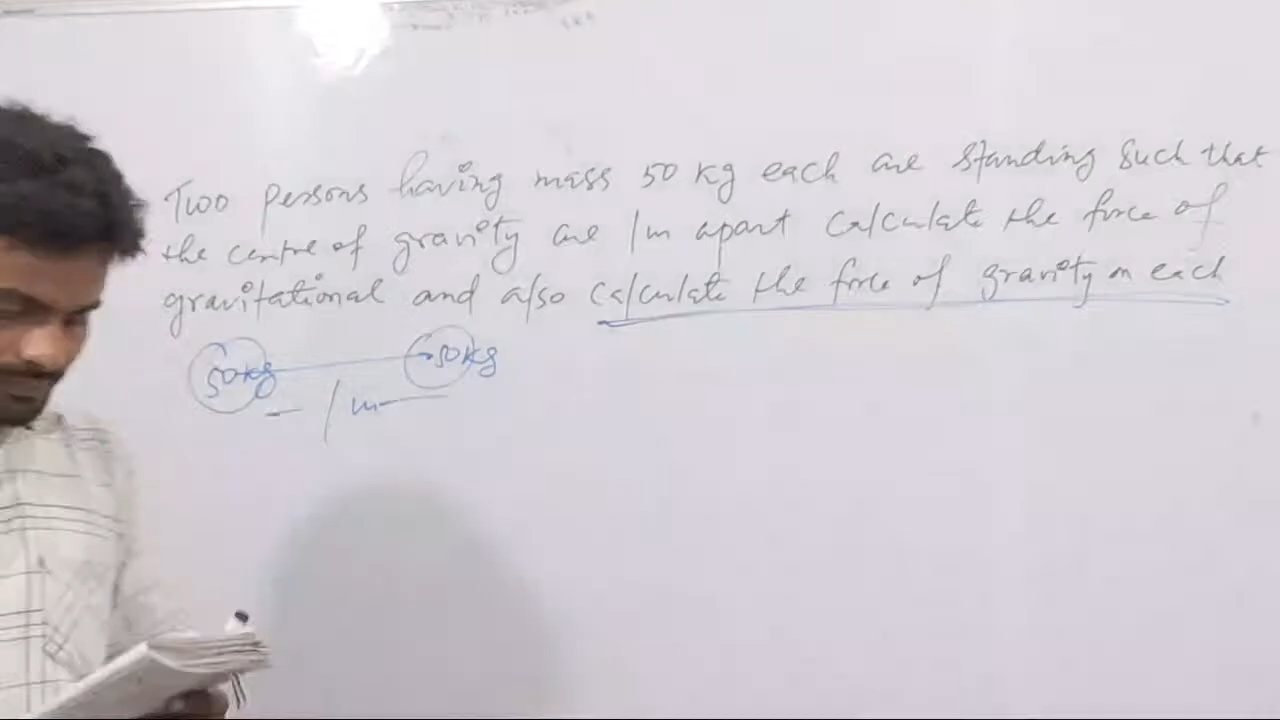 Two persons having mass 50 kg each are standing such that
the centre of gravity are 1m apart calculate the force of
gravitational and also calculate the force of gravity on each
50kg 50kg
1m